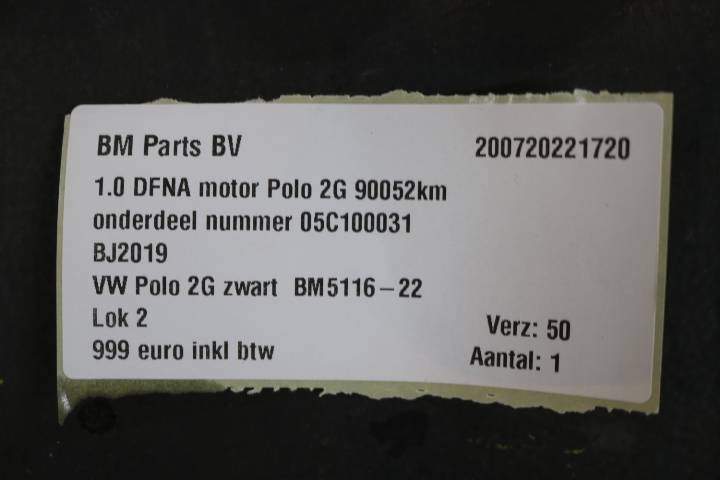 BM Parts BV 200720221720
1.0 DFNA motor Polo 2G 90052km
onderdeel nummer 05C100031
BJ2019
VW Polo 2G zwart BM5116-22
Lok 2 Verz: 50
999 euro inkl btw Aantal: 1